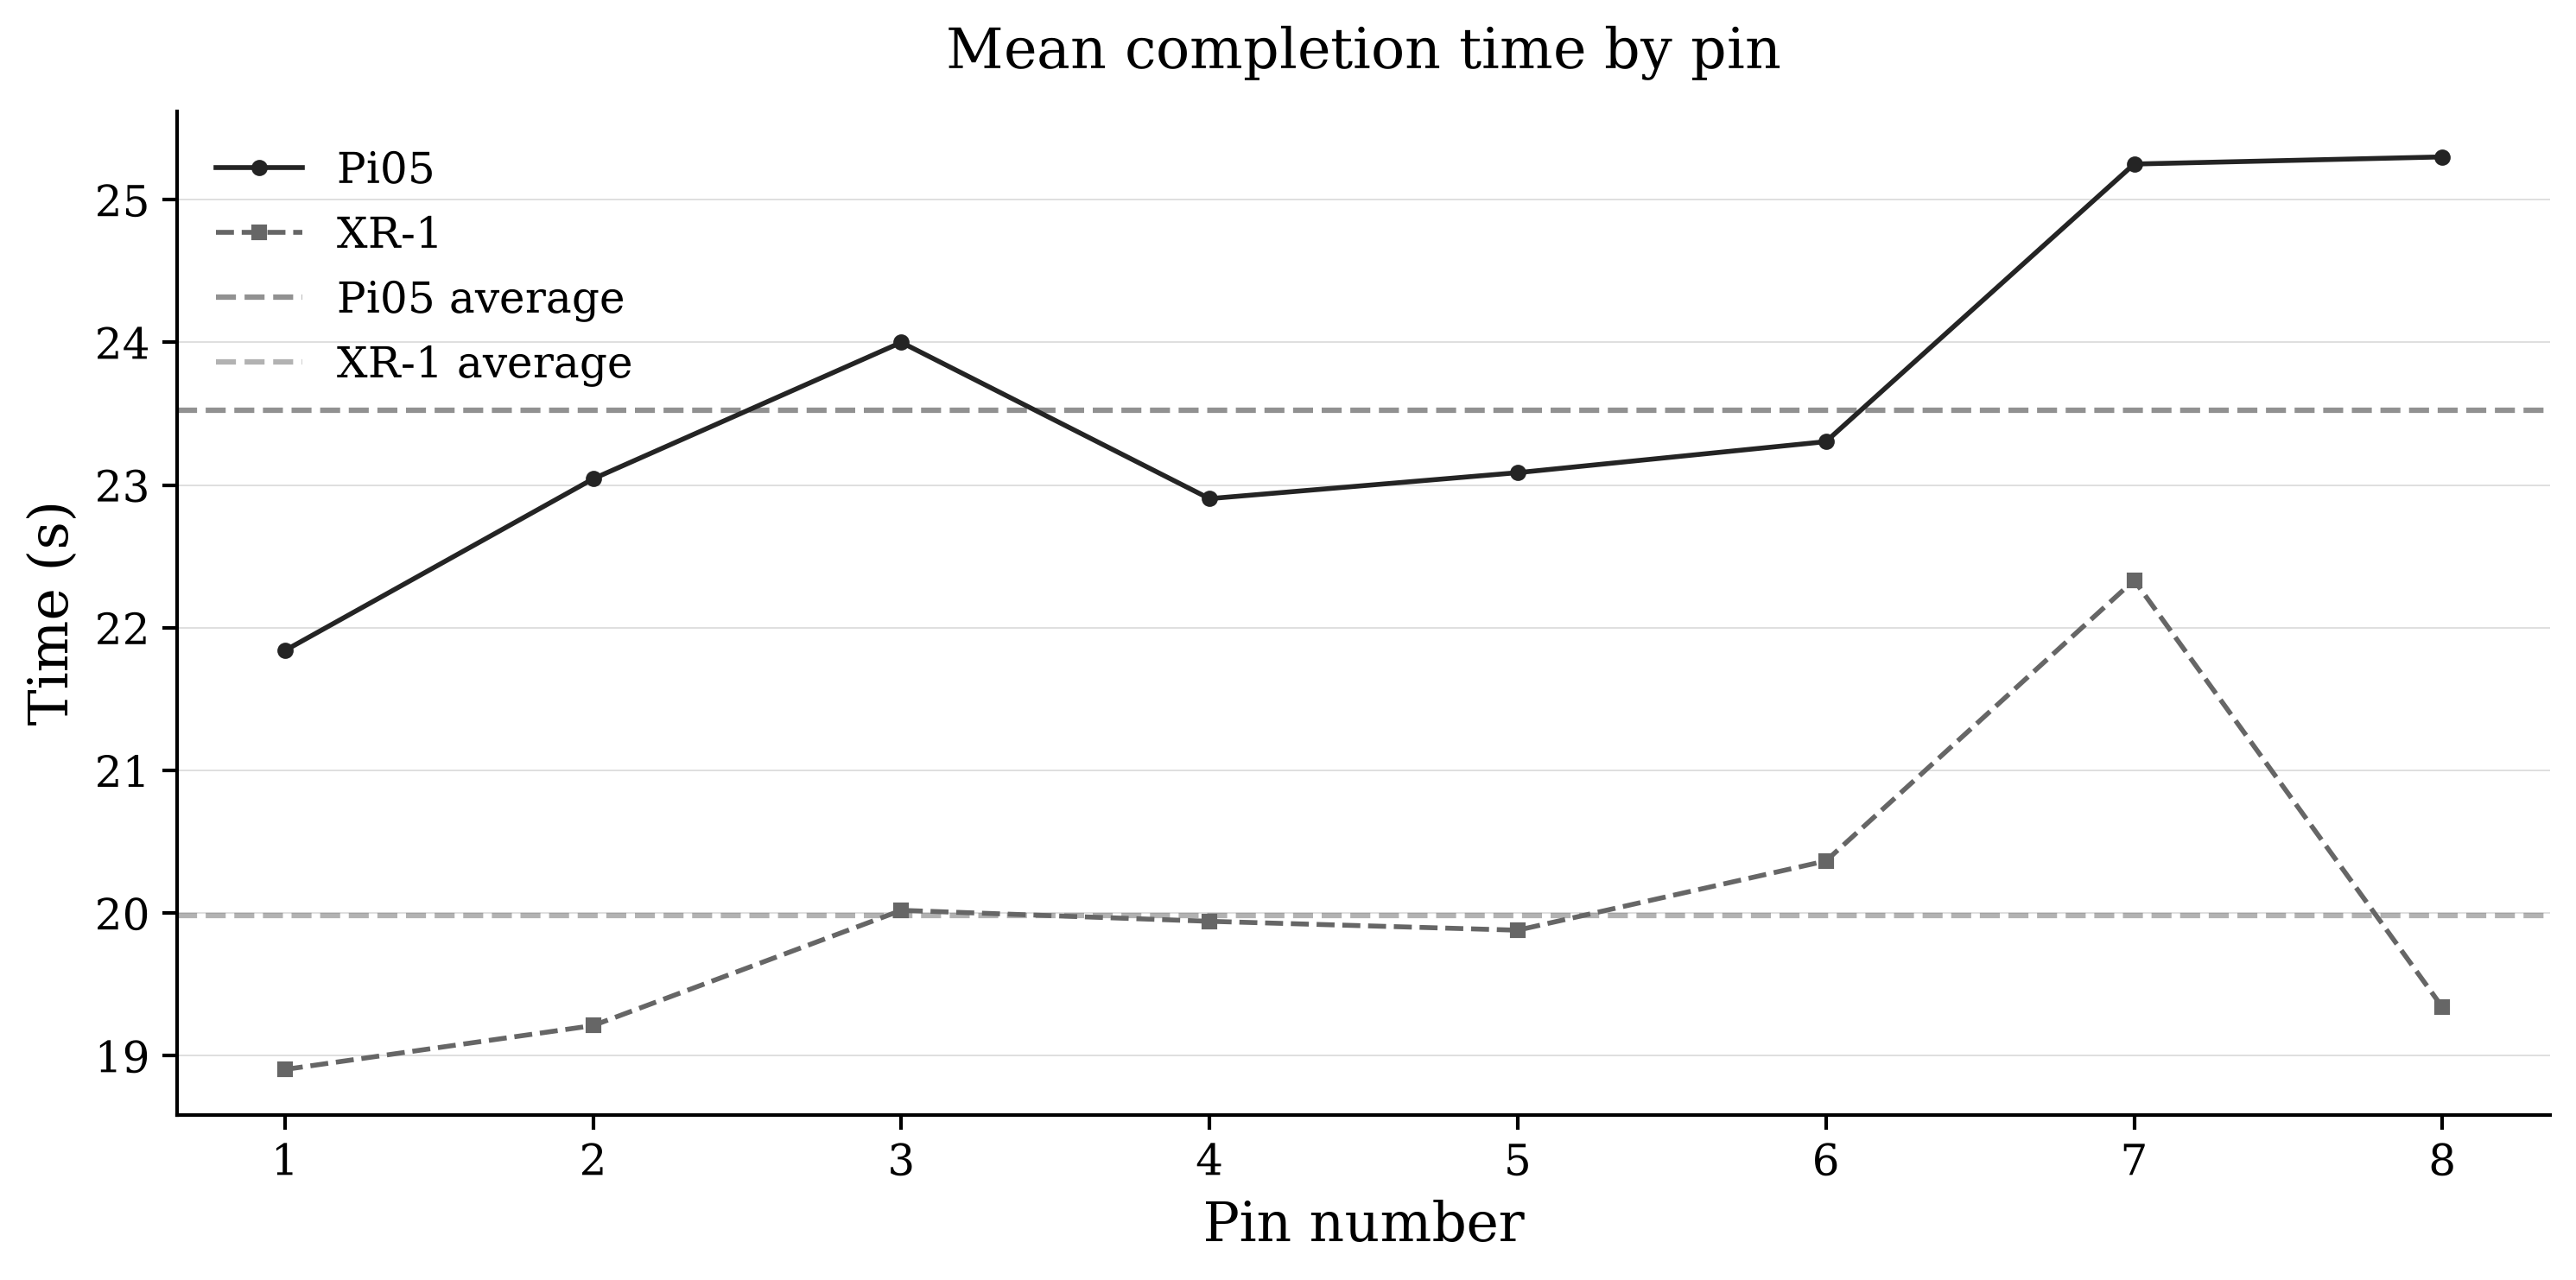 Mean completion time by pin
Pi05
XR-1
Pi05 average
XR-1 average
25
24
23
22
21
20
19
Time (s)
1 2 3 4 5 6 7 8
Pin number